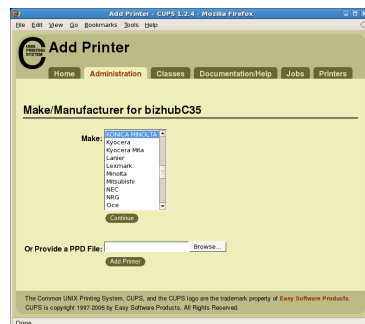 Add Printer - CUPS 1.2.4 - Mozilla Firefox
File Edit View Go Bookmarks Tools Help
UNIX PRINTING SYSTEM
Add Printer
Home Administration Classes Documentation/Help Jobs Printers
Make/Manufacturer for bizhubC35
Make:
KONICA MINOLTA
Kyocera
Kyocera Mita
Lanier
Lexmark
Minolta
Mitsubishi
NEC
NRG
Oce
Continue
Or Provide a PPD File: Browse...
Add Printer
The Common UNIX Printing System, CUPS, and the CUPS logo are the trademark property of Easy Software Products.
CUPS is copyright 1997-2006 by Easy Software Products, All Rights Reserved.
Done